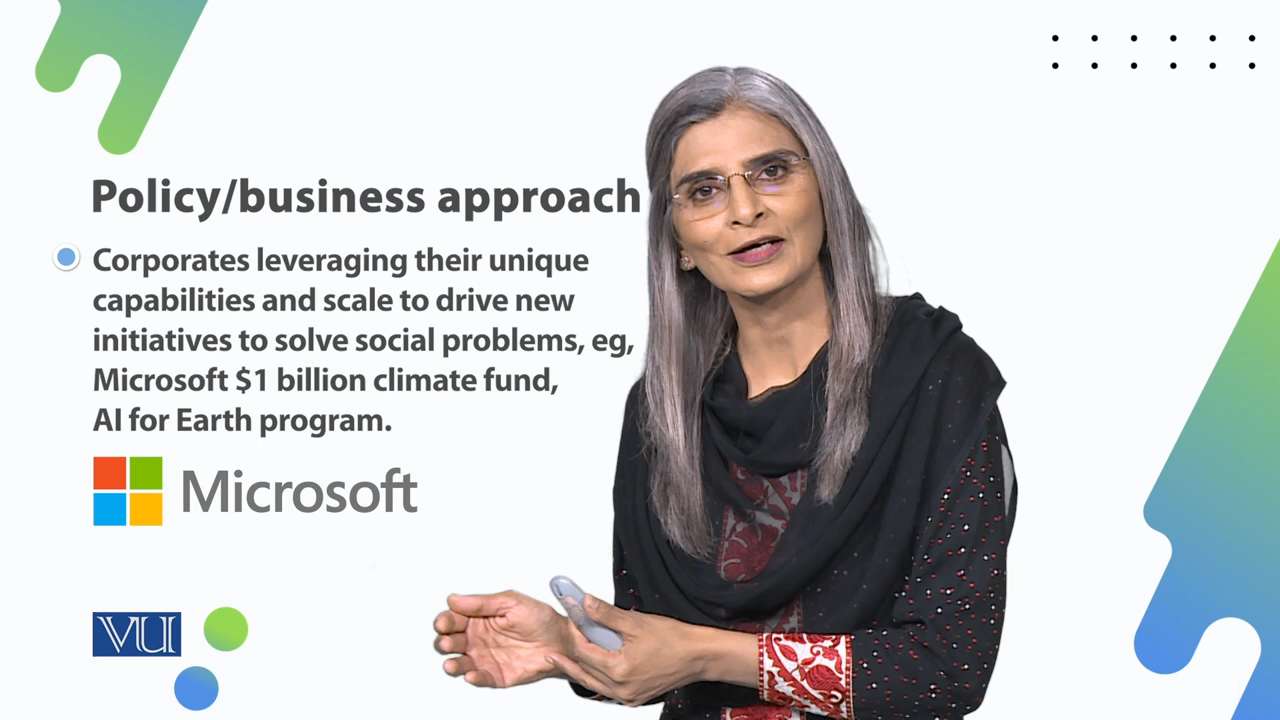 Policy/business approach
Corporates leveraging their unique
capabilities and scale to drive new
initiatives to solve social problems, eg,
Microsoft $1 billion climate fund,
AI for Earth program.
Microsoft
VU